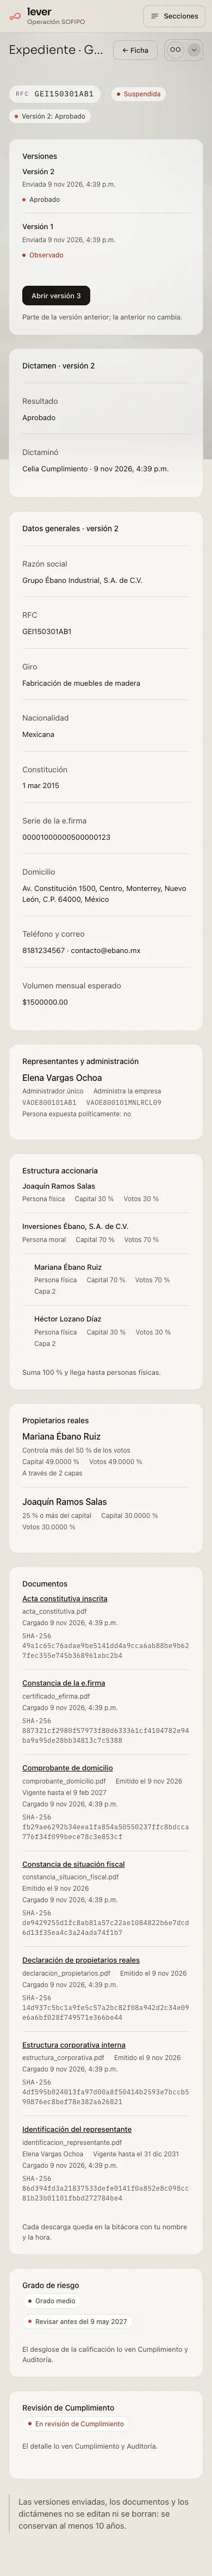 lever
Operación SOFIPO
Secciones
Expediente · G...
← Ficha
OO
RFC GEI150301AB1
Suspendida
Versión 2: Aprobado
Versiones
Versión 2
Enviada 9 nov 2026, 4:39 p.m.
Aprobado
Versión 1
Enviada 9 nov 2026, 4:39 p.m.
Observado
Abrir versión 3
Parte de la versión anterior; la anterior no cambia.
Dictamen · versión 2
Resultado
Aprobado
Dictaminó
Celia Cumplimiento · 9 nov 2026, 4:39 p.m.
Datos generales · versión 2
Razón social
Grupo Ébano Industrial, S.A. de C.V.
RFC
GEI150301AB1
Giro
Fabricación de muebles de madera
Nacionalidad
Mexicana
Constitución
1 mar 2015
Serie de la e.firma
00001000000500000123
Domicilio
Av. Constitución 1500, Centro, Monterrey, Nuevo
León, C.P. 64000, México
Teléfono y correo
8181234567 · contacto@ebano.mx
Volumen mensual esperado
$1500000.00
Representantes y administración
Elena Vargas Ochoa
Administrador único Administra la empresa
VAOE800101AB1 VAOE800101MNLRCL09
Persona expuesta políticamente: no
Estructura accionaria
Joaquín Ramos Salas
Persona física Capital 30 % Votos 30 %
Inversiones Ébano, S.A. de C.V.
Persona moral Capital 70 % Votos 70 %
Mariana Ébano Ruiz
Persona física Capital 70 % Votos 70 %
Capa 2
Héctor Lozano Díaz
Persona física Capital 30 % Votos 30 %
Capa 2
Suma 100 % y llega hasta personas físicas.
Propietarios reales
Mariana Ébano Ruiz
Controla más del 50 % de los votos
Capital 49.0000 % Votos 49.0000 %
A través de 2 capas
Joaquín Ramos Salas
25 % o más del capital Capital 30.0000 %
Votos 30.0000 %
Documentos
Acta constitutiva inscrita
acta_constitutiva.pdf
Cargado 9 nov 2026, 4:39 p.m.
SHA-256
49a1c65c76adae9be5141dd4a9cca6ab88be9b62
7fec355e745b368961abc2b4
Constancia de la e.firma
certificado_efirma.pdf
Cargado 9 nov 2026, 4:39 p.m.
SHA-256
887321cf2980f57973f80d633361cf4104782e94
ba9a95de28bb34813c7c5388
Comprobante de domicilio
comprobante_domicilio.pdf Emitido el 9 nov 2026
Vigente hasta el 9 feb 2027
Cargado 9 nov 2026, 4:39 p.m.
SHA-256
fb29ae6292b34eea1fa854a50550237ffc8bdcca
776f34f099bece78c3e853cf
Constancia de situación fiscal
constancia_situacion_fiscal.pdf
Emitido el 9 nov 2026
Cargado 9 nov 2026, 4:39 p.m.
SHA-256
de9429255d1fc8ab81a57c22ae1084822b6e7dcd
6d13f35ea4c3a24ada74f1b7
Declaración de propietarios reales
declaracion_propietarios.pdf Emitido el 9 nov 2026
Cargado 9 nov 2026, 4:39 p.m.
SHA-256
14d937c5bc1a9fe5c57a2bc82f08a942d2c34e09
e6a6bf028f749571e366be44
Estructura corporativa interna
estructura_corporativa.pdf Emitido el 9 nov 2026
Cargado 9 nov 2026, 4:39 p.m.
SHA-256
4df595b024013fa97d00a8f50414b2593e7bccb5
90876ec8bef78e382a626821
Identificación del representante
identificacion_representante.pdf
Elena Vargas Ochoa Vigente hasta el 31 dic 2031
Cargado 9 nov 2026, 4:39 p.m.
SHA-256
86d394fd3a21837533defe0141f0a852e8c098cc
81b23b01101fbbd272784be4
Cada descarga queda en la bitácora con tu nombre
y la hora.
Grado de riesgo
Grado medio
Revisar antes del 9 may 2027
El desglose de la calificación lo ven Cumplimiento y
Auditoría.
Revisión de Cumplimiento
En revisión de Cumplimiento
El detalle lo ven Cumplimiento y Auditoría.
Las versiones enviadas, los documentos y los
dictámenes no se editan ni se borran: se
conservan al menos 10 años.